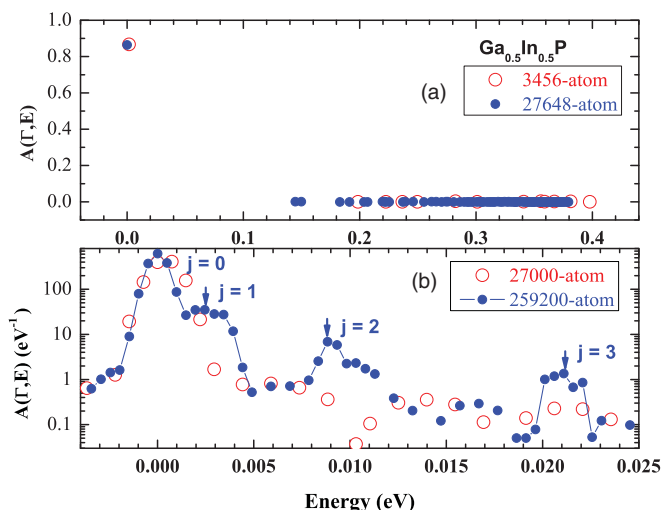 Ga0.5In0.5P
(a)
3456-atom
27648-atom
A(Γ,E)
1.0
0.8
0.6
0.4
0.2
0.0
0.0 0.1 0.2 0.3 0.4
(b)
27000-atom
259200-atom
j = 0
j = 1
j = 2
j = 3
A(Γ,E) (eV-1)
100
10
1
0.1
0.000 0.005 0.010 0.015 0.020 0.025
Energy (eV)